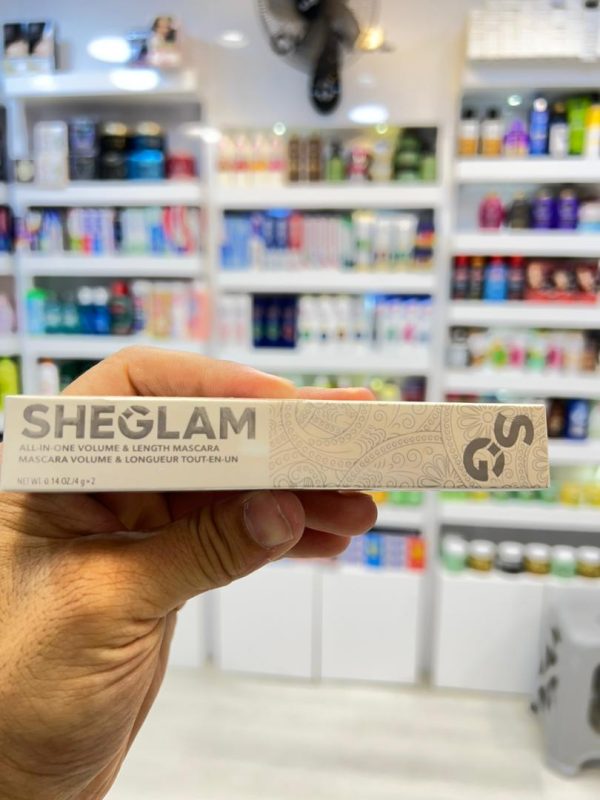 SHEGLAM
ALL-IN-ONE VOLUME & LENGTH MASCARA
MASCARA VOLUME & LONGUEUR TOUT-EN-UN
NET WT. 0.14 OZ./4 g×2
SG